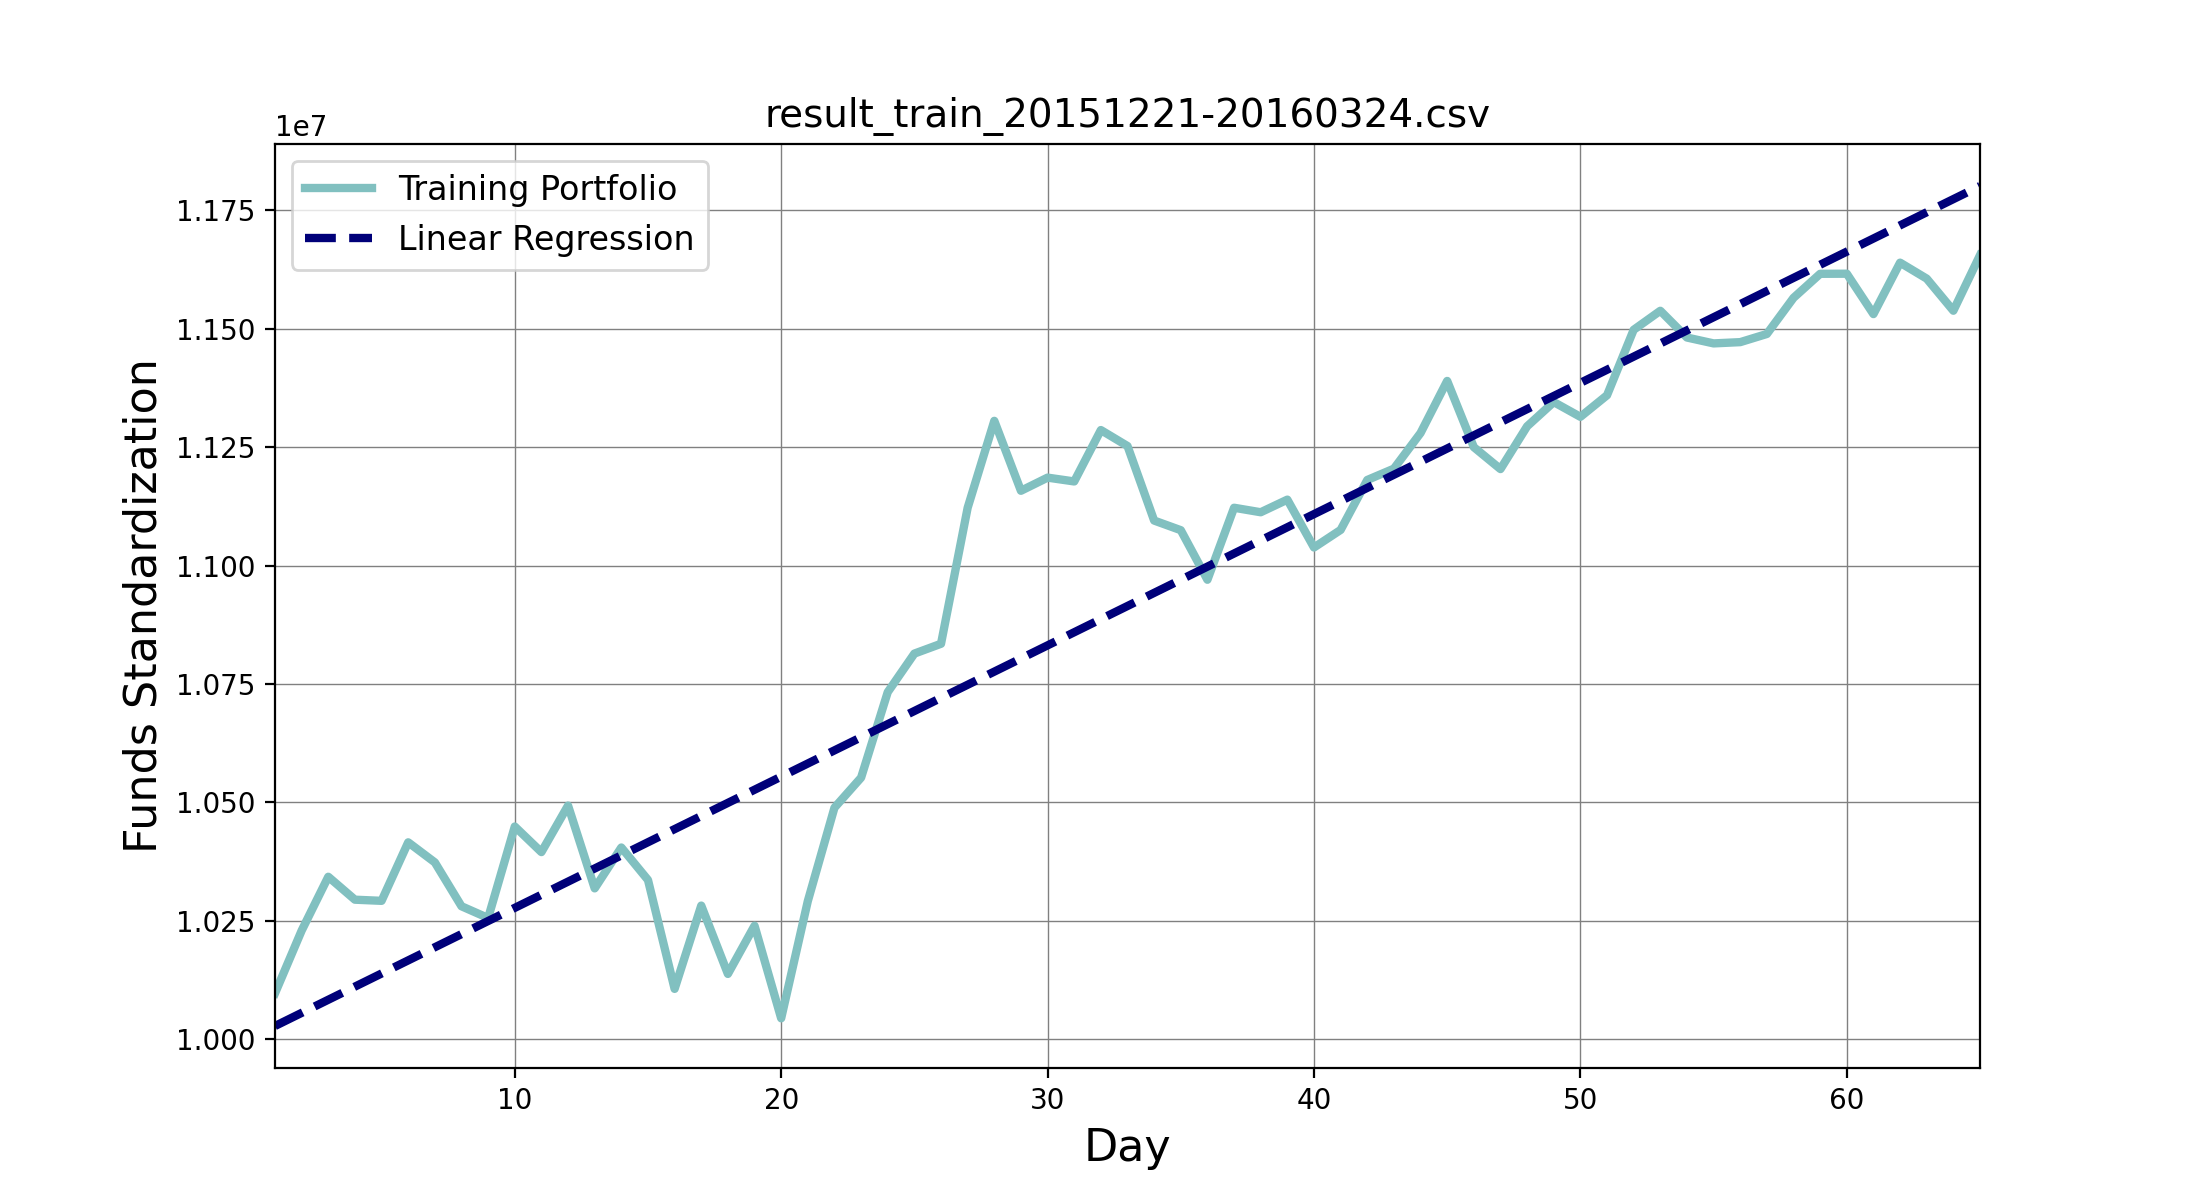 result_train_20151221-20160324.csv
1e7
Training Portfolio
Linear Regression
1.175
1.150
1.125
1.100
1.075
1.050
1.025
1.000
Funds Standardization
10 20 30 40 50 60
Day